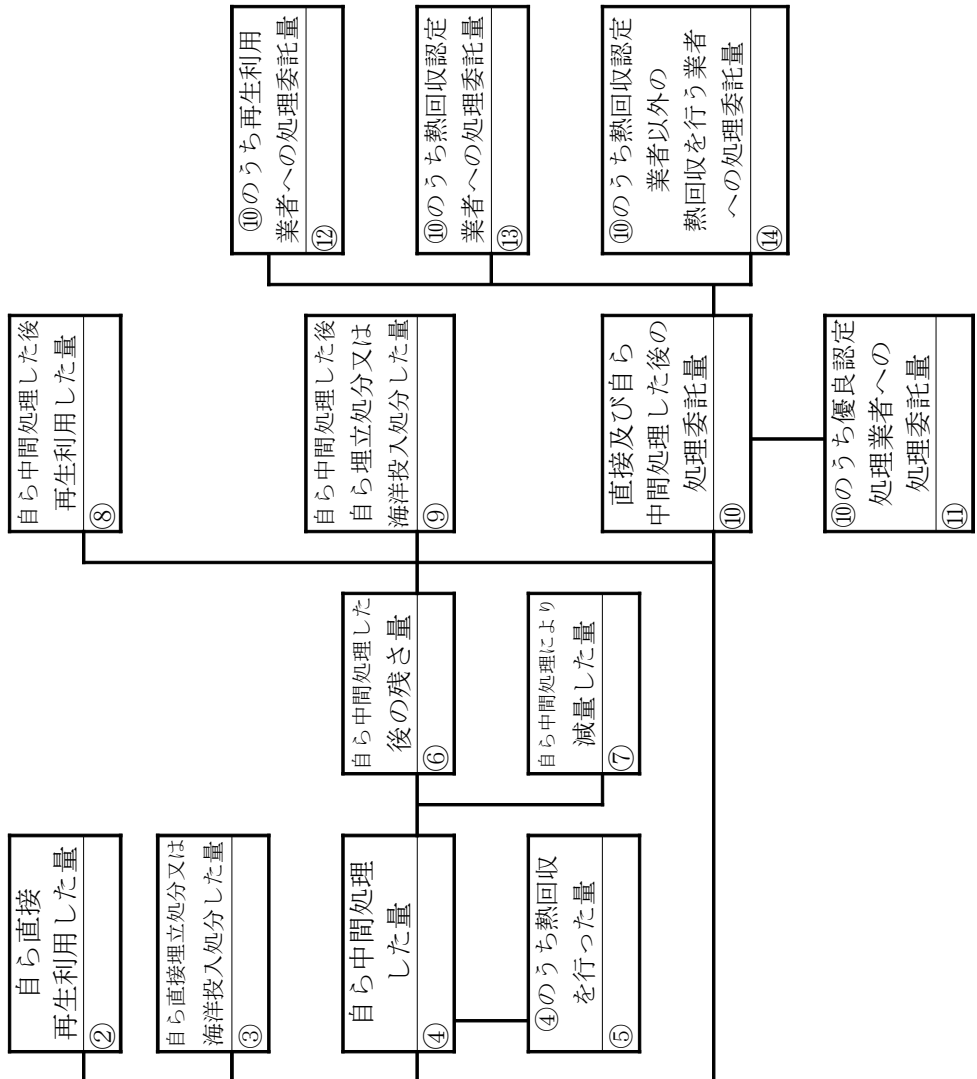 自ら直接
再生利用した量
②
自ら直接埋立処分又は
海洋投入処分した量
③
自ら中間処理
した量
④
④のうち熱回収
を行った量
⑤
自ら中間処理した
後の残さ量
⑥
自ら中間処理により
減量した量
⑦
自ら中間処理した後
再生利用した量
⑧
自ら中間処理した後
自ら埋立処分又は
海洋投入処分した量
⑨
直接及び自ら
中間処理した後の
処理委託量
⑩
⑩のうち優良認定
処理業者への
処理委託量
⑪
⑩のうち再生利用
業者への処理委託量
⑫
⑩のうち熱回収認定
業者への処理委託量
⑬
⑩のうち熱回収認定
業者以外の
熱回収を行う業者
への処理委託量
⑭